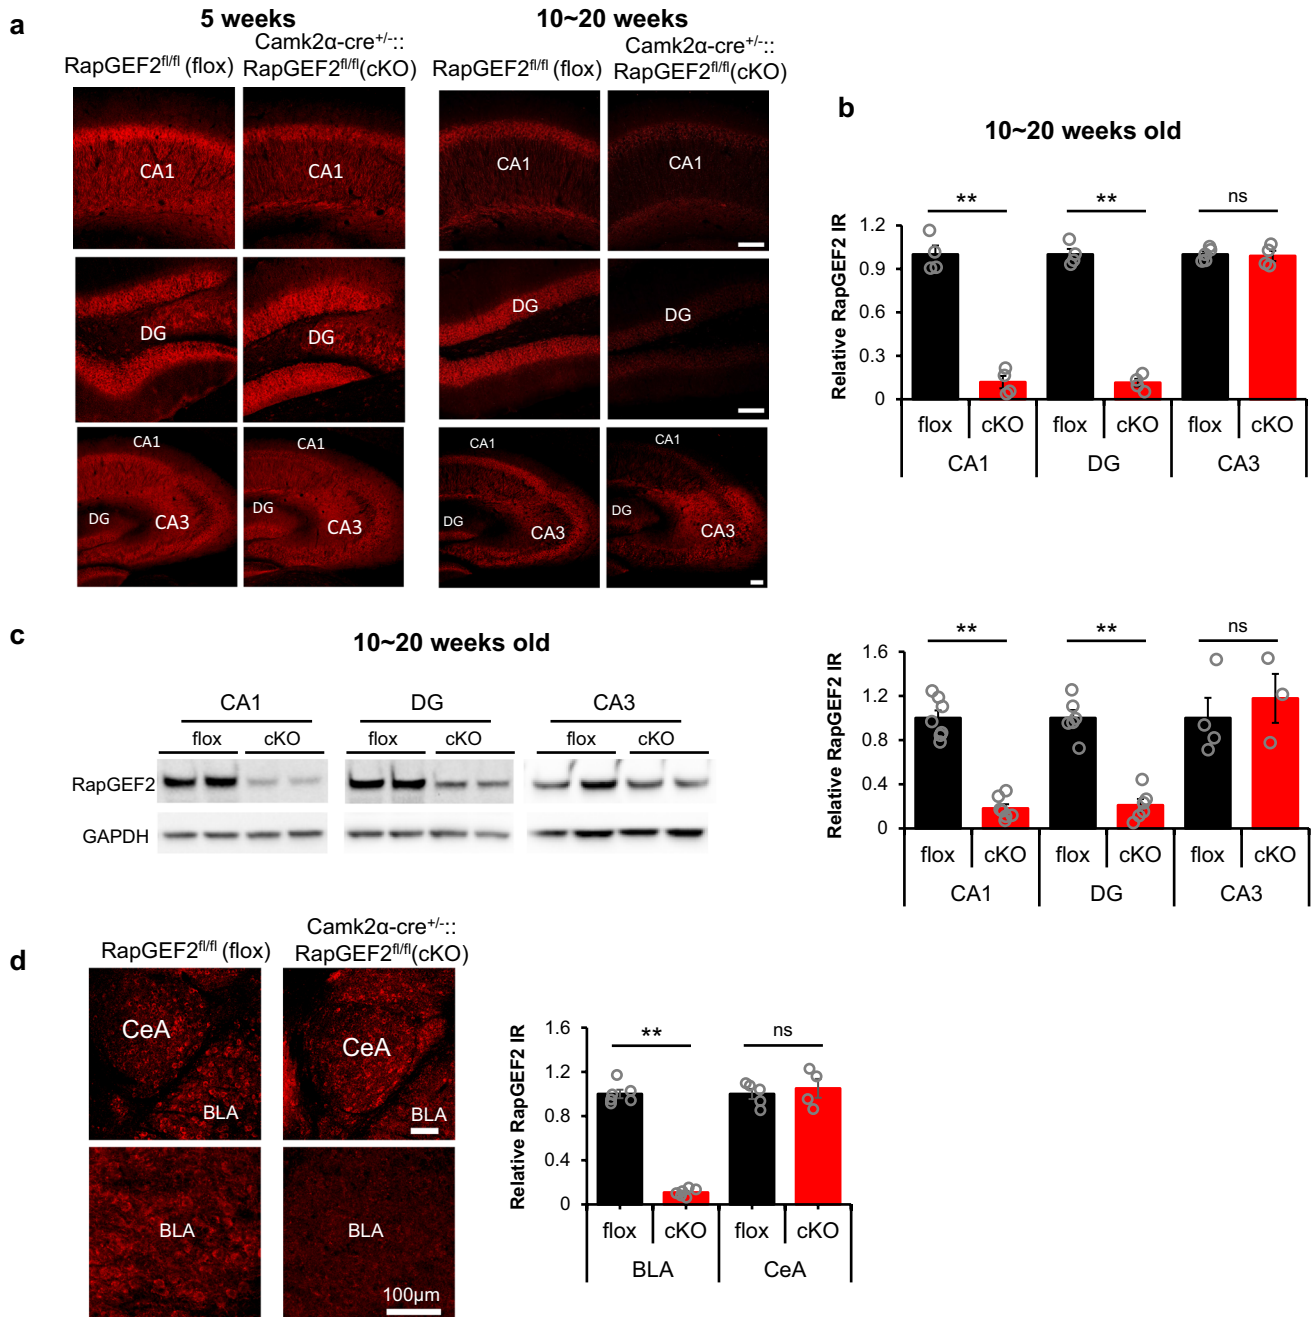 a
5 weeks
10~20 weeks
RapGEF2fl/fl (flox)
Camk2α-cre+/-::
RapGEF2fl/fl(cKO)
RapGEF2fl/fl (flox)
Camk2α-cre+/-::
RapGEF2fl/fl(cKO)
CA1
CA1
CA1
CA1
DG
DG
DG
DG
CA1
DG
CA3
CA1
DG
CA3
CA1
DG
CA3
CA1
DG
CA3
b
10~20 weeks old
Relative RapGEF2 IR
1.2
0.9
0.6
0.3
0
**
**
ns
flox cKO flox cKO flox cKO
CA1 DG CA3
c
10~20 weeks old
CA1 DG CA3
flox cKO flox cKO flox cKO
RapGEF2
GAPDH
Relative RapGEF2 IR
1.6
1.2
0.8
0.4
0
**
**
ns
flox cKO flox cKO flox cKO
CA1 DG CA3
d
RapGEF2fl/fl (flox)
Camk2α-cre+/-::
RapGEF2fl/fl(cKO)
CeA
BLA
CeA
BLA
BLA
BLA
100μm
Relative RapGEF2 IR
1.6
1.2
0.8
0.4
0
**
ns
flox cKO flox cKO
BLA CeA